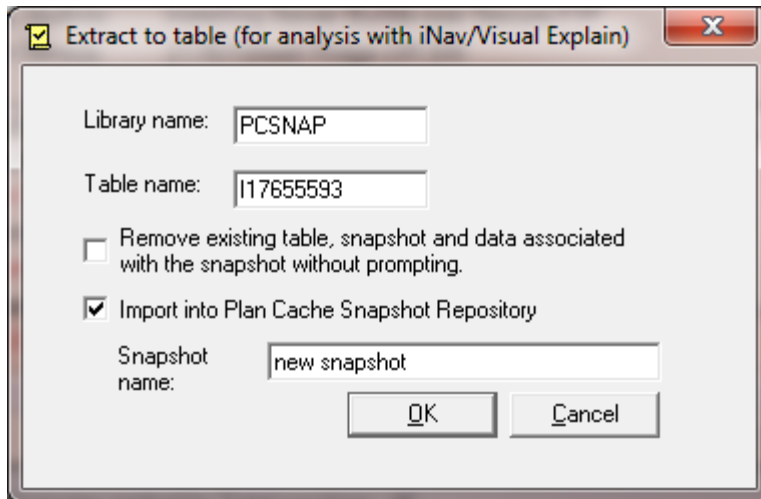 Extract to table (for analysis with iNav/Visual Explain)
Library name: PCSNAP
Table name: I17655593
Remove existing table, snapshot and data associated
with the snapshot without prompting.
Import into Plan Cache Snapshot Repository
Snapshot
name: new snapshot
OK Cancel